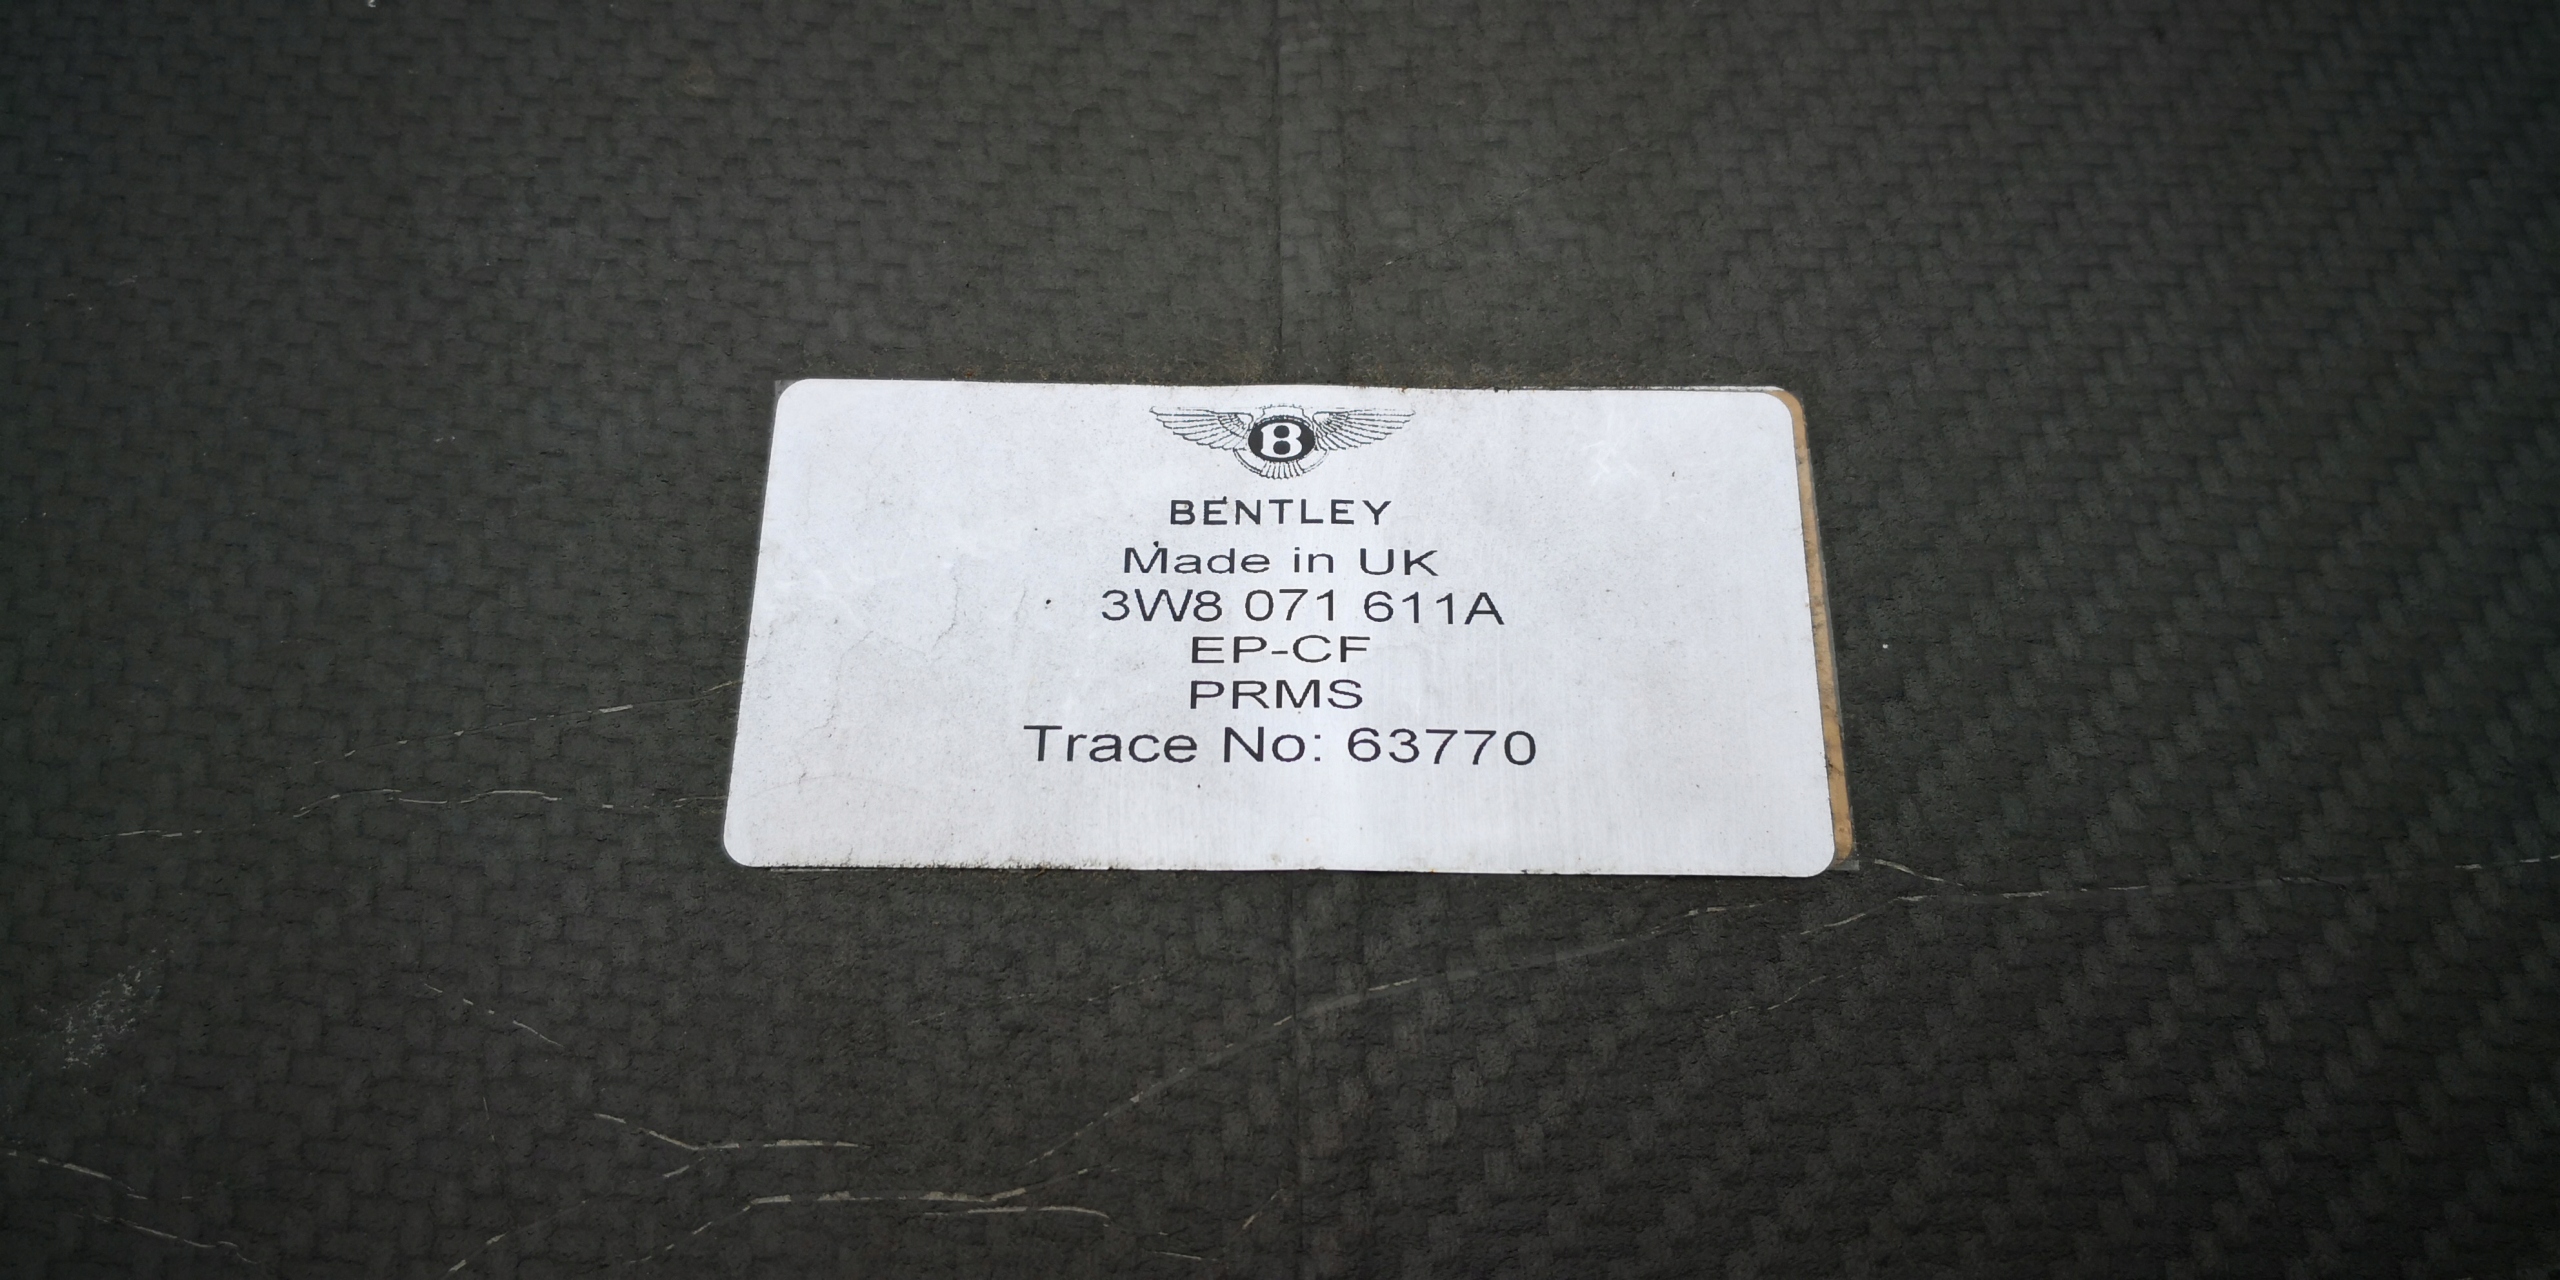 B
BENTLEY
Made in UK
3W8 071 611A
EP-CF
PRMS
Trace No: 63770